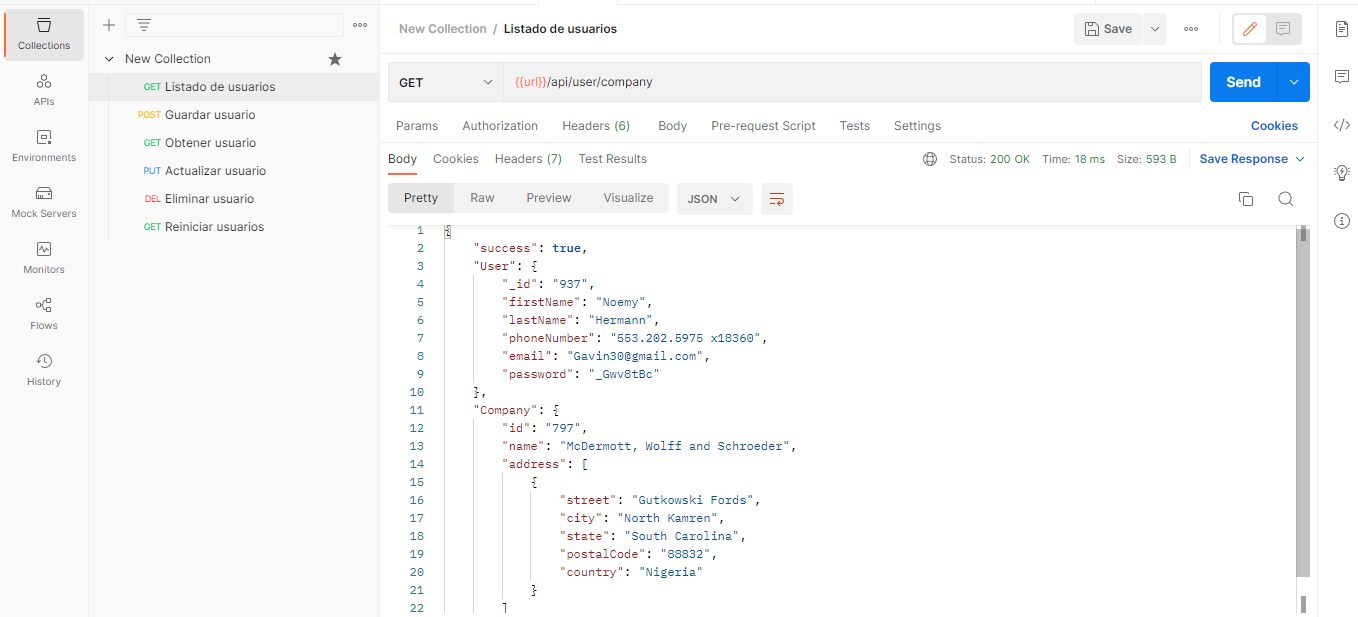 Collections
APIs
Environments
Mock Servers
Monitors
Flows
History
New Collection
GET Listado de usuarios
POST Guardar usuario
GET Obtener usuario
PUT Actualizar usuario
DEL Eliminar usuario
GET Reiniciar usuarios
New Collection / Listado de usuarios
Save
GET {{url}}/api/user/company Send
Params Authorization Headers (6) Body Pre-request Script Tests Settings Cookies
Body Cookies Headers (7) Test Results Status: 200 OK Time: 18 ms Size: 593 B Save Response
Pretty Raw Preview Visualize JSON
1 {
2 "success": true,
3 "User": {
4 "_id": "937",
5 "firstName": "Noemy",
6 "lastName": "Hermann",
7 "phoneNumber": "553.202.5975 x18360",
8 "email": "Gavin30@gmail.com",
9 "password": "_Gwv8tBc"
10 },
11 "Company": {
12 "id": "797",
13 "name": "McDermott, Wolff and Schroeder",
14 "address": [
15 {
16 "street": "Gutkowski Fords",
17 "city": "North Kamren",
18 "state": "South Carolina",
19 "postalCode": "88832",
20 "country": "Nigeria"
21 }
22 ]